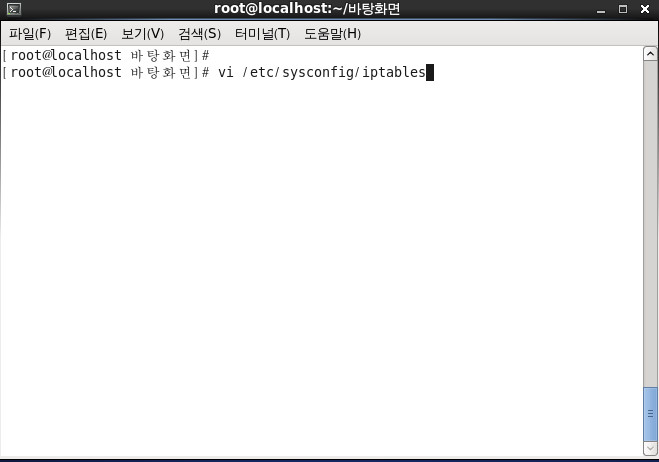 root@localhost:~/바탕화면
파일(F) 편집(E) 보기(V) 검색(S) 터미널(T) 도움말(H)
[root@localhost 바탕화면]#
[root@localhost 바탕화면]# vi /etc/sysconfig/iptables